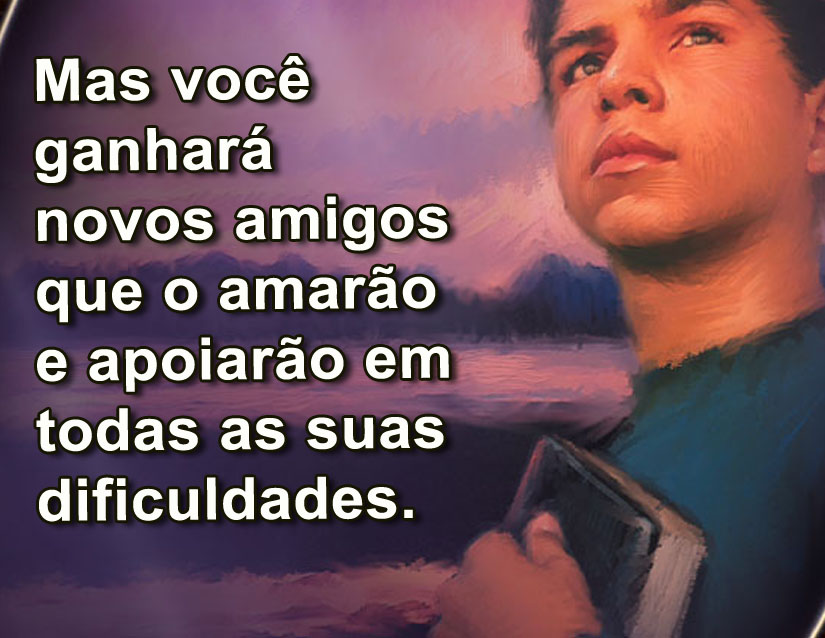 Mas você
ganhará
novos amigos
que o amarão
e apoiarão em
todas as suas
dificuldades.